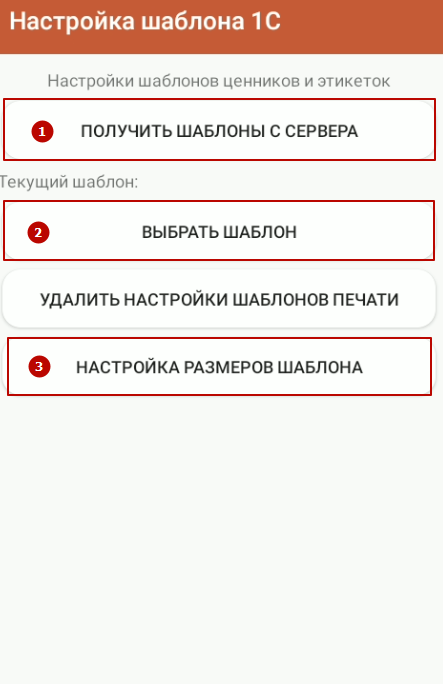 Настройка шаблона 1С
Настройки шаблонов ценников и этикеток
1 ПОЛУЧИТЬ ШАБЛОНЫ С СЕРВЕРА
Текущий шаблон:
2 ВЫБРАТЬ ШАБЛОН
УДАЛИТЬ НАСТРОЙКИ ШАБЛОНОВ ПЕЧАТИ
3 НАСТРОЙКА РАЗМЕРОВ ШАБЛОНА